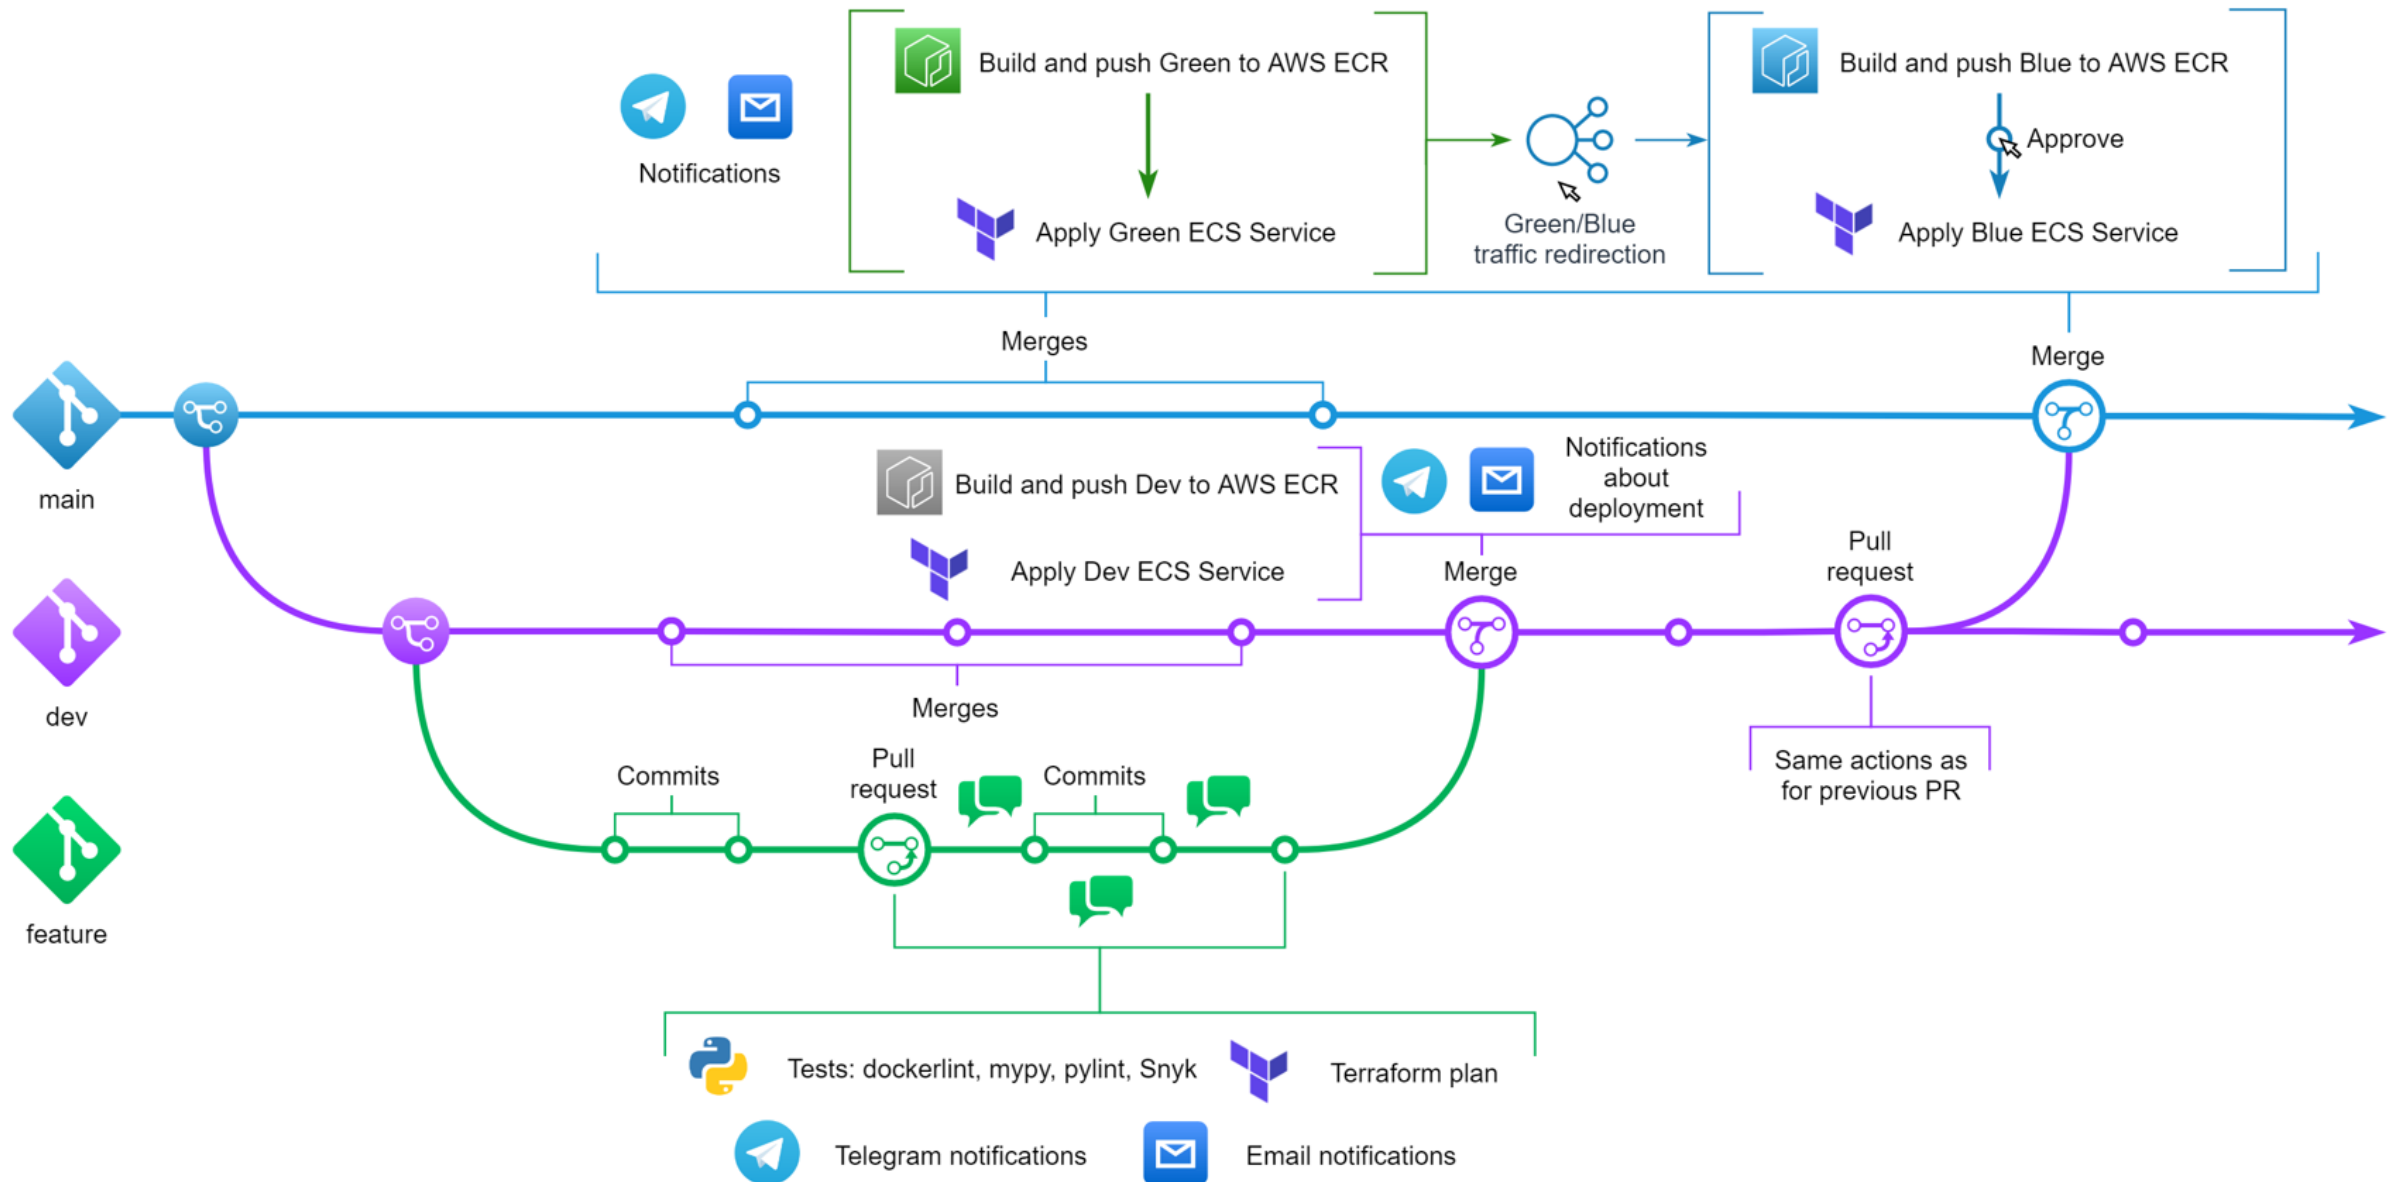 Build and push Green to AWS ECR
Build and push Blue to AWS ECR
Approve
Notifications
Apply Green ECS Service
Green/Blue
traffic redirection
Apply Blue ECS Service
Merges
Merge
main
Build and push Dev to AWS ECR
Notifications
about
deployment
Apply Dev ECS Service
Merge
Pull
request
dev
Merges
Commits
Pull
request
Commits
Same actions as
for previous PR
feature
Tests: dockerlint, mypy, pylint, Snyk
Terraform plan
Telegram notifications
Email notifications